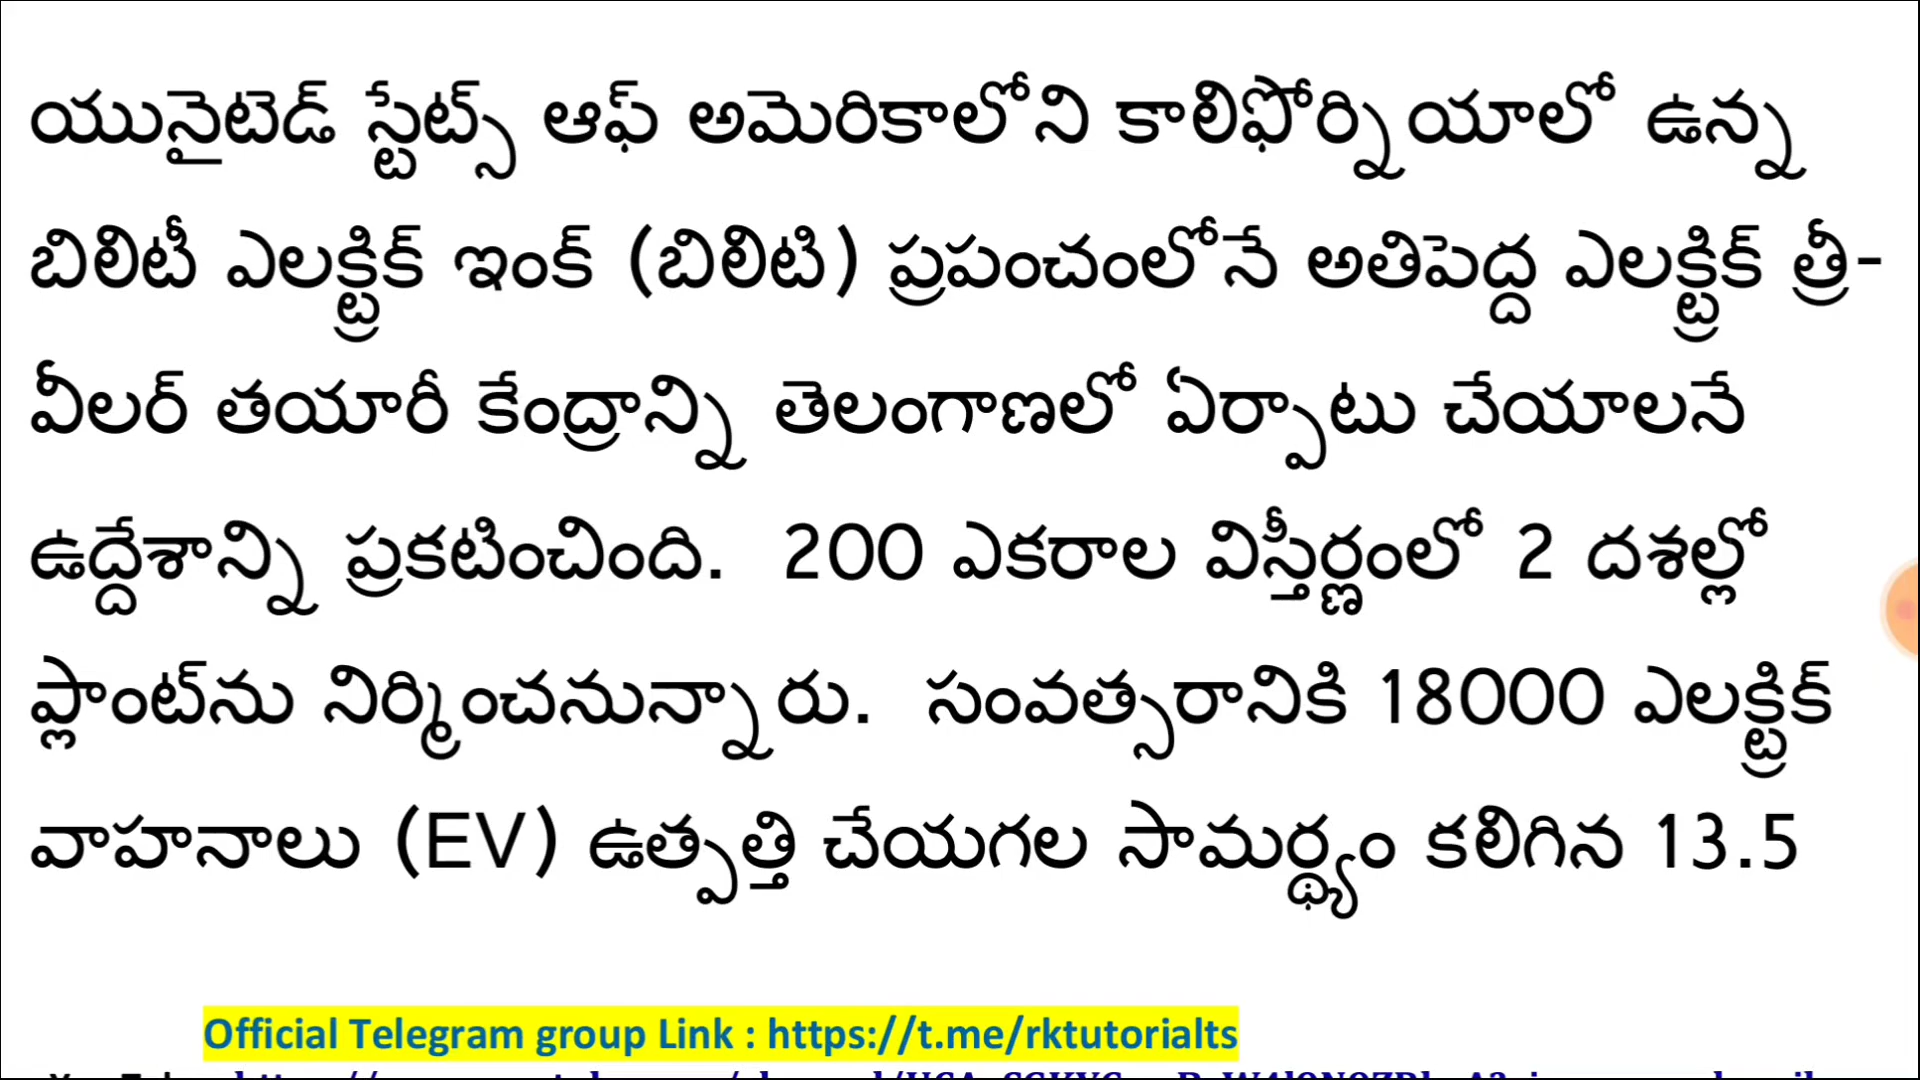 యునైటెడ్ స్టేట్స్ ఆఫ్ అమెరికాలోని కాలిఫోర్నియాలో ఉన్న
బిలిటీ ఎలక్ట్రిక్ ఇంక్ (బిలిటి) ప్రపంచంలోనే అతిపెద్ద ఎలక్ట్రిక్ త్రీ-
వీలర్ తయారీ కేంద్రాన్ని తెలంగాణలో ఏర్పాటు చేయాలనే
ఉద్దేశాన్ని ప్రకటించింది. 200 ఎకరాల విస్తీర్ణంలో 2 దశల్లో
ప్లాంట్‌ను నిర్మించనున్నారు. సంవత్సరానికి 18000 ఎలక్ట్రిక్
వాహనాలు (EV) ఉత్పత్తి చేయగల సామర్థ్యం కలిగిన 13.5
Official Telegram group Link : https://t.me/rktutorialts